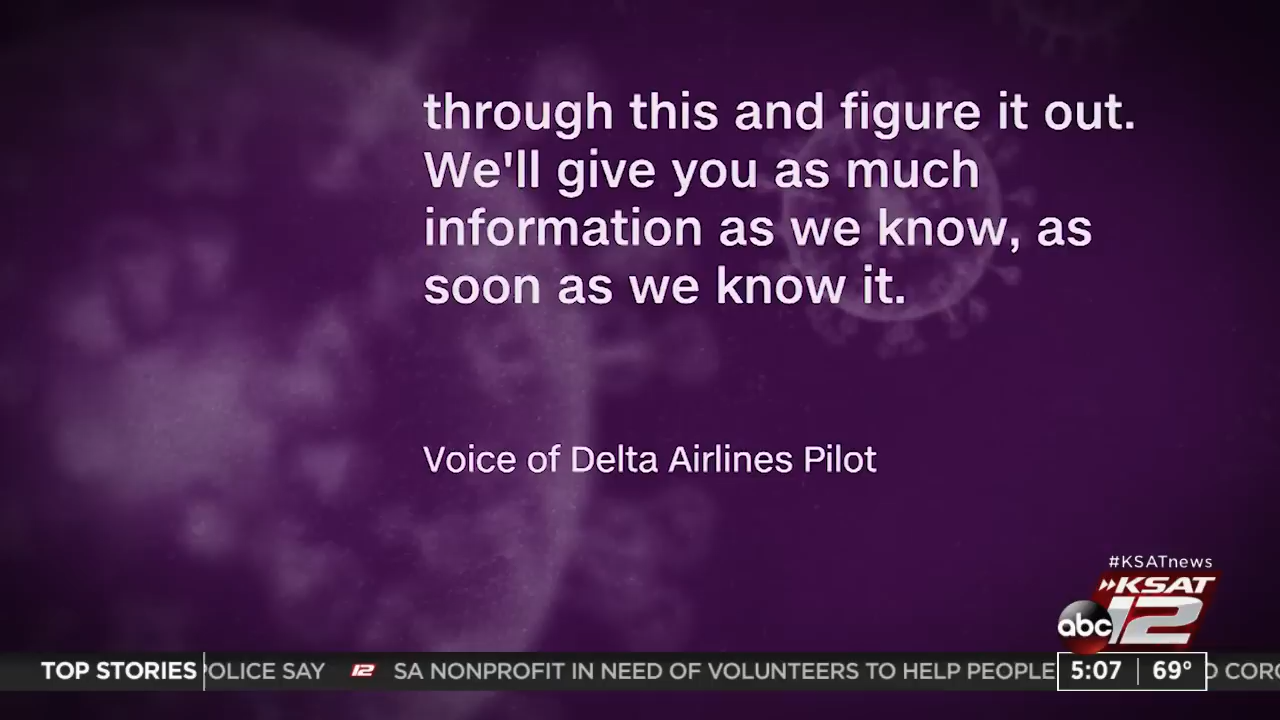 through this and figure it out.
We'll give you as much
information as we know, as
soon as we know it.
Voice of Delta Airlines Pilot
#KSATnews
KSAT
abc 12
TOP STORIES POLICE SAY 12 SA NONPROFIT IN NEED OF VOLUNTEERS TO HELP PEOPLE 5:07 69°